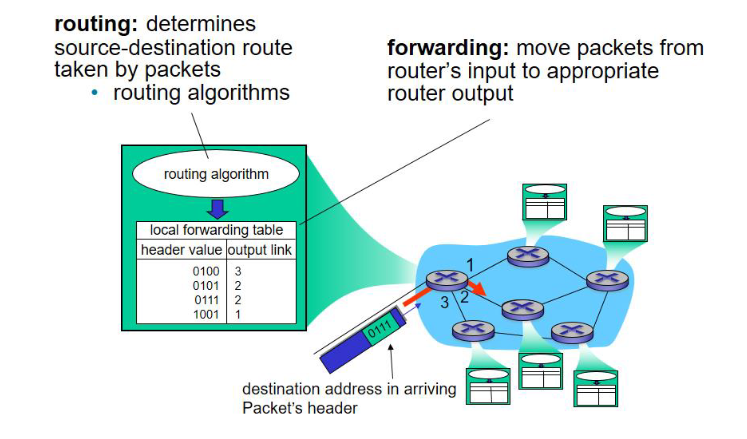 routing: determines
source-destination route
taken by packets
• routing algorithms
forwarding: move packets from
router's input to appropriate
router output
routing algorithm
local forwarding table
header value output link
0100 3
0101 2
0111 2
1001 1
1
2
3
0111
destination address in arriving
Packet's header